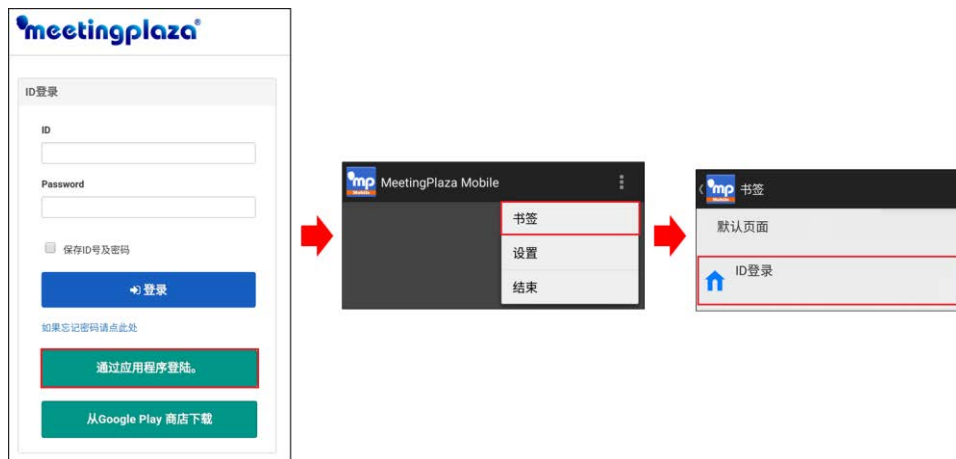 meetingplaza®
ID登录
ID
Password
保存ID号及密码
登录
如果忘记密码请点此处
通过应用程序登陆。
从Google Play 商店下载
mp
Mobile
MeetingPlaza Mobile
书签
设置
结束
mp
Mobile
书签
默认页面
ID登录